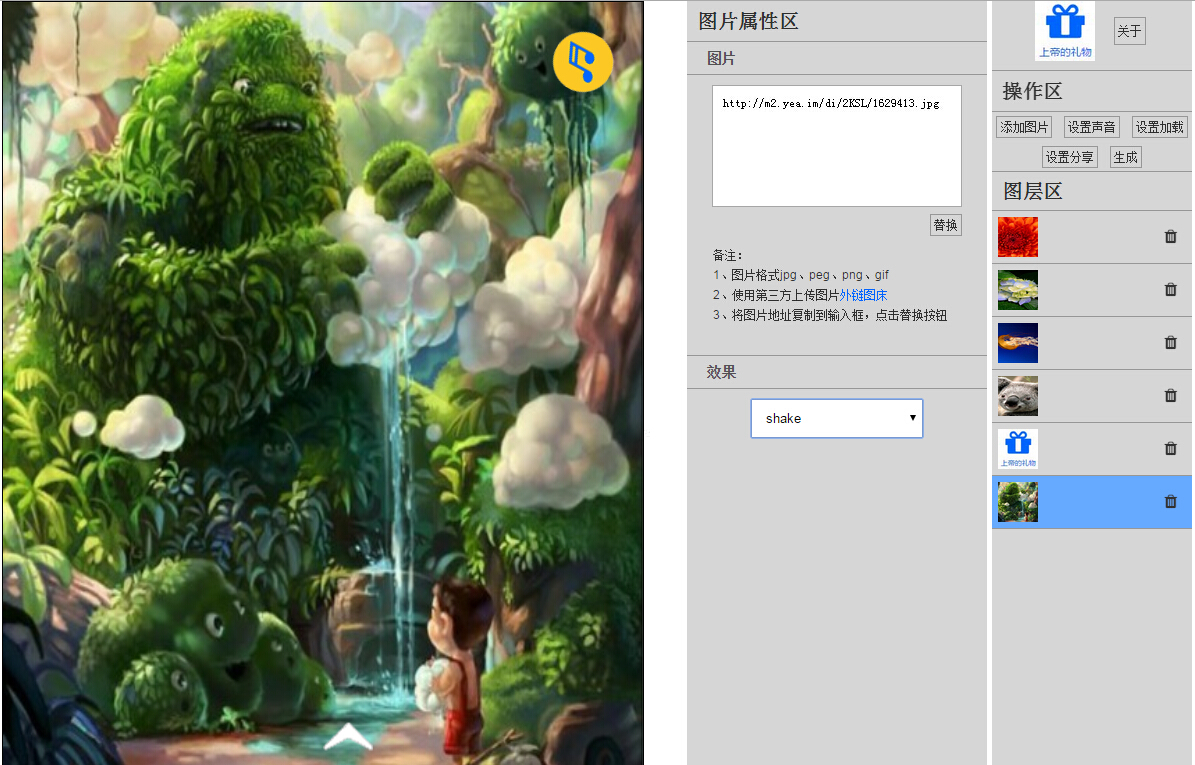 图片属性区
图片
http://m2.yea.im/di/2KSL/1629413.jpg
替换
备注：
1、图片格式jpg、peg、png、gif
2、使用第三方上传图片外链图床
3、将图片地址复制到输入框，点击替换按钮
效果
shake
上帝的礼物
关于
操作区
添加图片 设置声音 设置加载
设置分享 生成
图层区
上帝的礼物